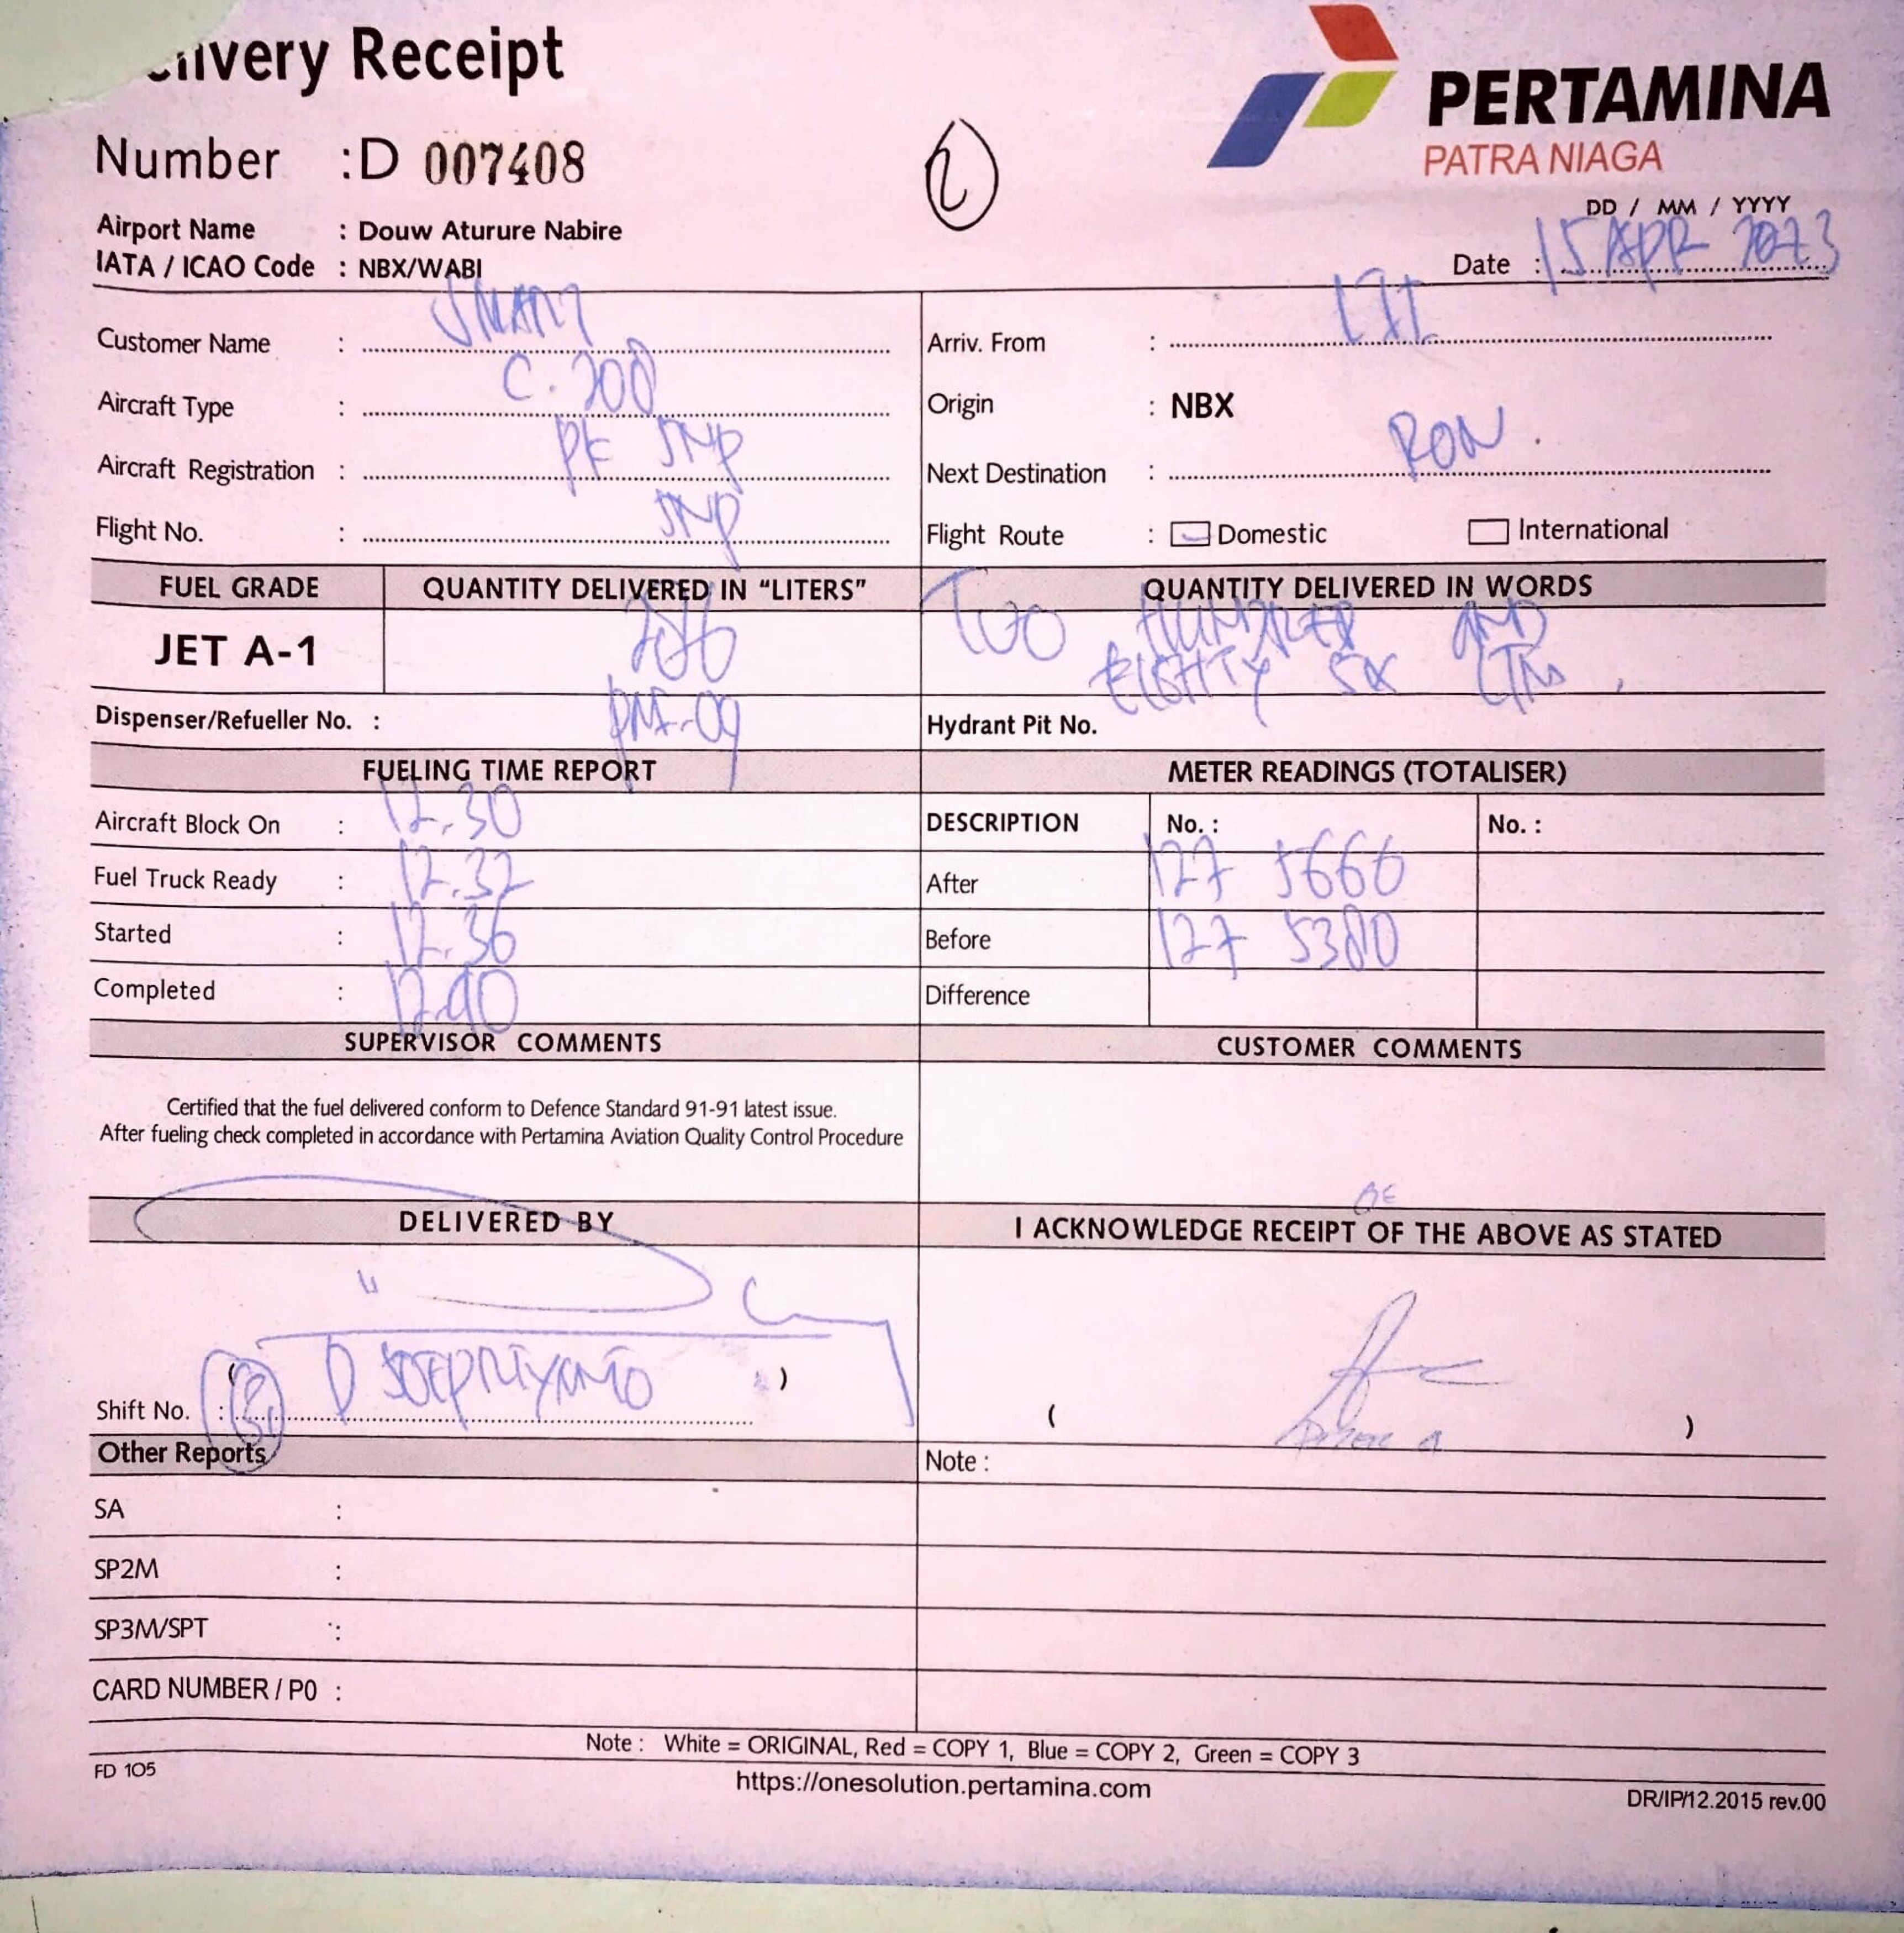 Delivery Receipt
PERTAMINA
PATRA NIAGA
Number : D 007408
Airport Name : Douw Aturure Nabire
IATA / ICAO Code : NBX/WABI
DD / MM / YYYY
Date : 15 APR 2023
Customer Name : SMART
Arriv. From :
Aircraft Type : C. 208
Origin : NBX
Aircraft Registration : PK SNP
Next Destination : RON.
Flight No. : SNP
Flight Route : Domestic International
FUEL GRADE QUANTITY DELIVERED IN “LITERS” QUANTITY DELIVERED IN WORDS
JET A-1 286 TWO HUNDRED AND
EIGHTY SIX LTRS
Dispenser/Refueller No. :
Hydrant Pit No.
FUELING TIME REPORT METER READINGS (TOTALISER)
Aircraft Block On : 12.30
DESCRIPTION No. : No. :
Fuel Truck Ready : 12.32
After 127 5666
Started : 12.36
Before 127 5380
Completed : 12.40
Difference
SUPERVISOR COMMENTS CUSTOMER COMMENTS
Certified that the fuel delivered conform to Defence Standard 91-91 latest issue.
After fueling check completed in accordance with Pertamina Aviation Quality Control Procedure
DELIVERED BY I ACKNOWLEDGE RECEIPT OF THE ABOVE AS STATED
( D SOEPRIYANTO )
Shift No. :
( )
Other Reports Note :
SA :
SP2M :
SP3M/SPT :
CARD NUMBER / P0 :
Note : White = ORIGINAL, Red = COPY 1, Blue = COPY 2, Green = COPY 3
FD 105 https://onesolution.pertamina.com DR/IP/12.2015 rev.00